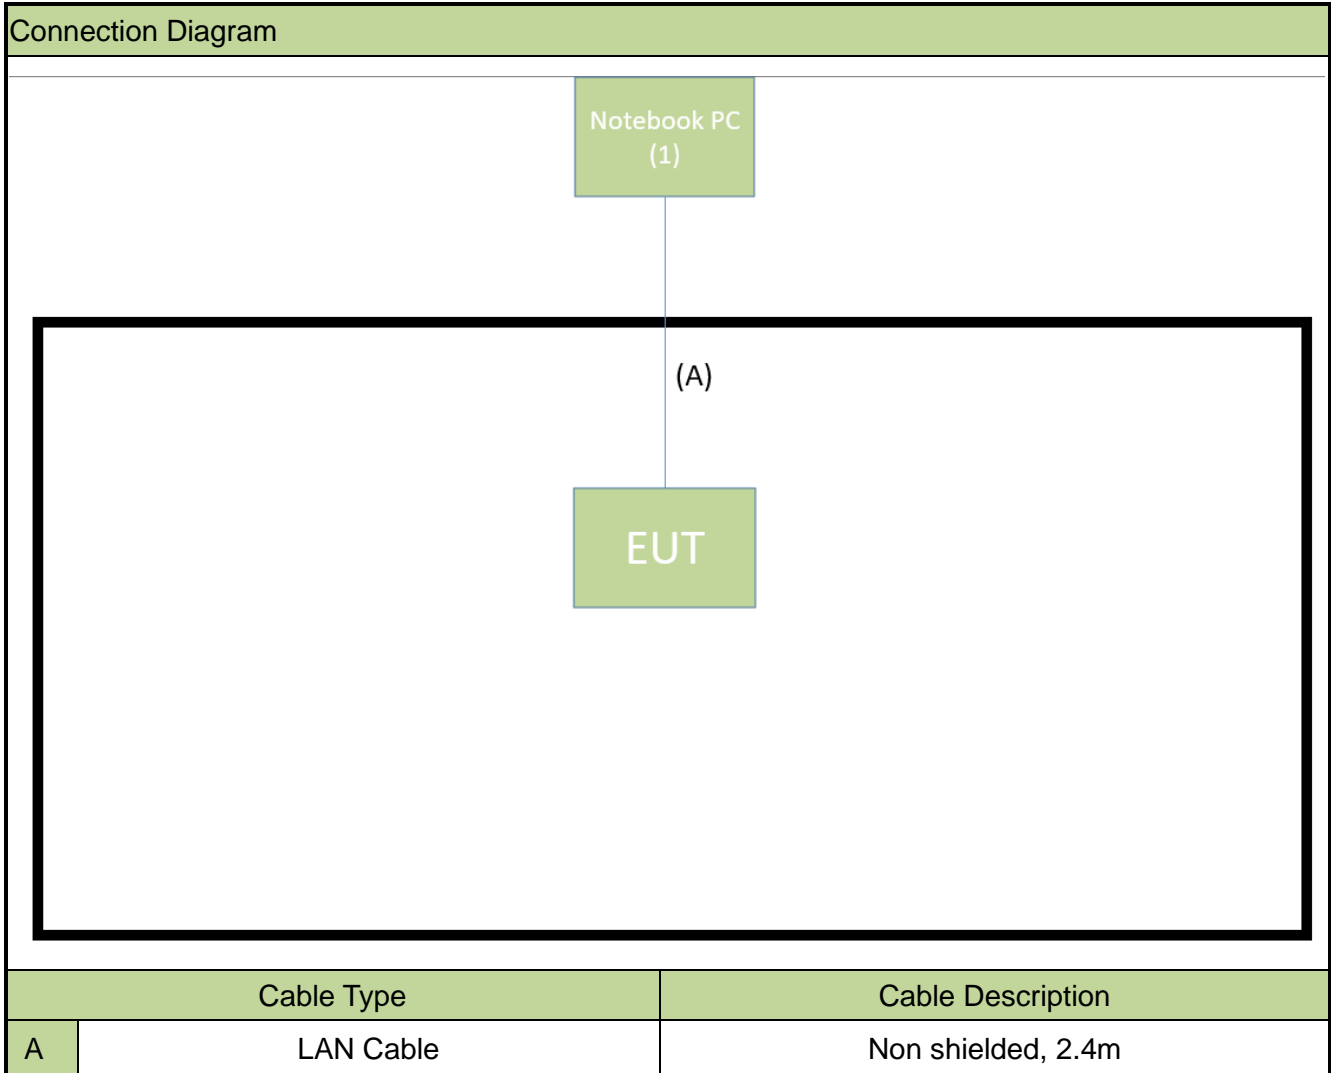 Connection Diagram
Notebook PC
(1)
(A)
EUT
Cable Type Cable Description
A LAN Cable Non shielded, 2.4m